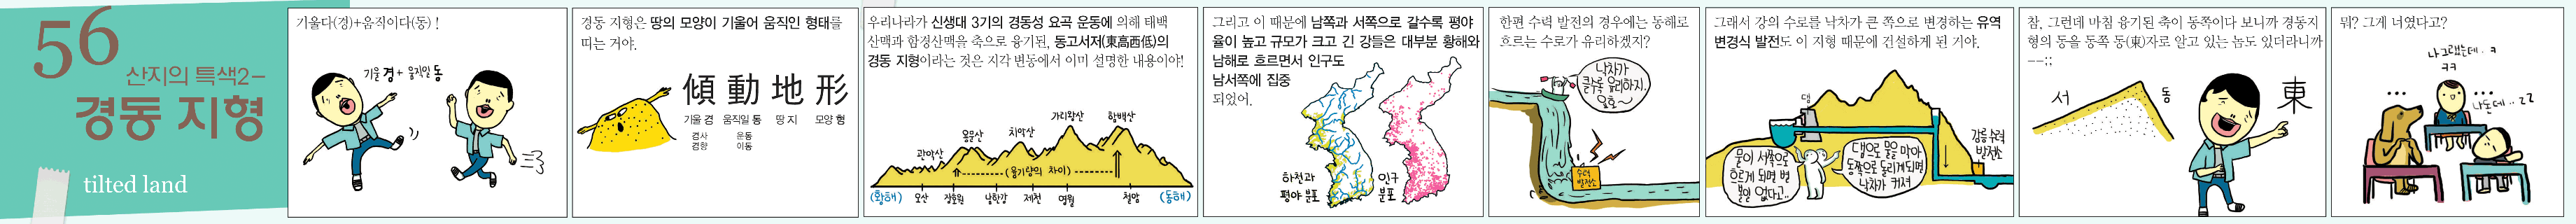 56
산지의 특색2-
경동 지형
tilted land
기울다(경)+움직이다(동) !
기울 경 + 움직일 동
경동 지형은 땅의 모양이 기울어 움직인 형태를
띠는 거야.
傾 動 地 形
기울 경 움직일 동 땅 지 모양 형
경사 운동
경향 이동
우리나라가 신생대 3기의 경동성 요곡 운동에 의해 태백
산맥과 함경산맥을 축으로 융기된, 동고서저(東高西低)의
경동 지형이라는 것은 지각 변동에서 이미 설명한 내용이야!
관악산
용문산
치악산
가리왕산
함백산
(융기량의 차이)
(황해) 오산 장호원 남한강 제천 영월 철암 (동해)
그리고 이 때문에 남쪽과 서쪽으로 갈수록 평야
율이 높고 규모가 크고 긴 강들은 대부분 황해와
남해로 흐르면서 인구도
남서쪽에 집중
되었어.
하천과
평야 분포
인구
분포
한편 수력 발전의 경우에는 동해로
흐르는 수로가 유리하겠지?
낙차가
클수록 유리하지.
오호~
수력
발전소
그래서 강의 수로를 낙차가 큰 쪽으로 변경하는 유역
변경식 발전도 이 지형 때문에 건설하게 된 거야.
댐
물이 서쪽으로
흐르게 되면 별
볼일 없다고..
댐으로 물을 막아
동쪽으로 돌리게되면
낙차가 커져
강릉수력
발전소
참, 그런데 마침 융기된 축이 동쪽이다 보니까 경동지
형의 동을 동쪽 동(東)자로 알고 있는 놈도 있더라니까
--;;
서
동
東
뭐? 그게 너였다고?
나 그랬는데.. ㅋ
ㅋㅋ
...
...
나돈데.. zz